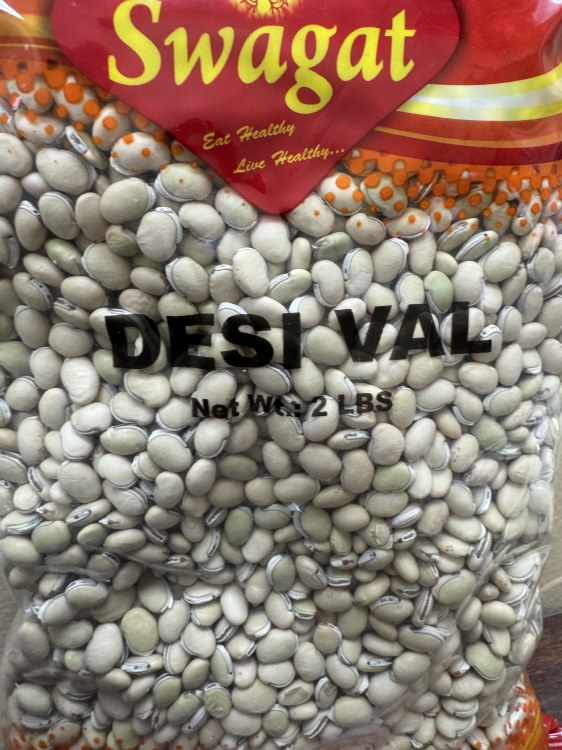 Swagat
Eat Healthy
Live Healthy...
DESI VAL
Net Wt.: 2 LBS